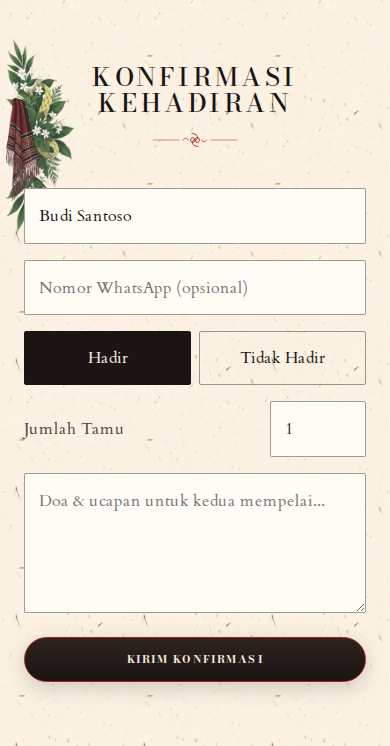 KONFIRMASI
KEHADIRAN
Budi Santoso
Nomor WhatsApp (opsional)
Hadir
Tidak Hadir
Jumlah Tamu
1
Doa & ucapan untuk kedua mempelai...
KIRIM KONFIRMASI